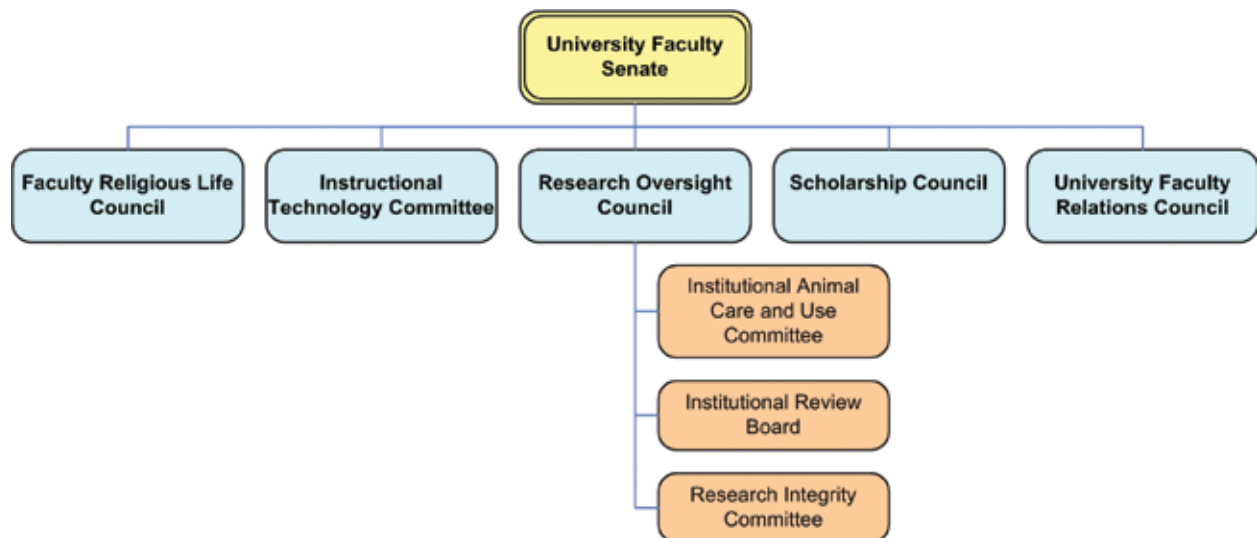 University Faculty
Senate
Faculty Religious Life
Council
Instructional
Technology Committee
Research Oversight
Council
Scholarship Council
University Faculty
Relations Council
Institutional Animal
Care and Use
Committee
Institutional Review
Board
Research Integrity
Committee